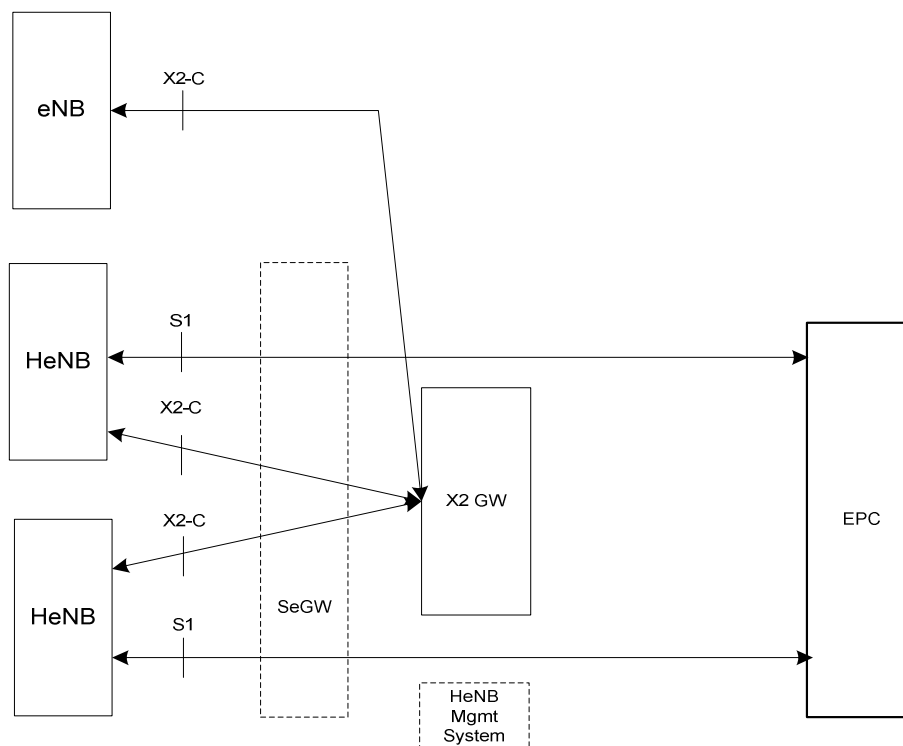 eNB
X2-C
HeNB
S1
X2-C
X2 GW
EPC
X2-C
HeNB
SeGW
S1
HeNB
Mgmt
System